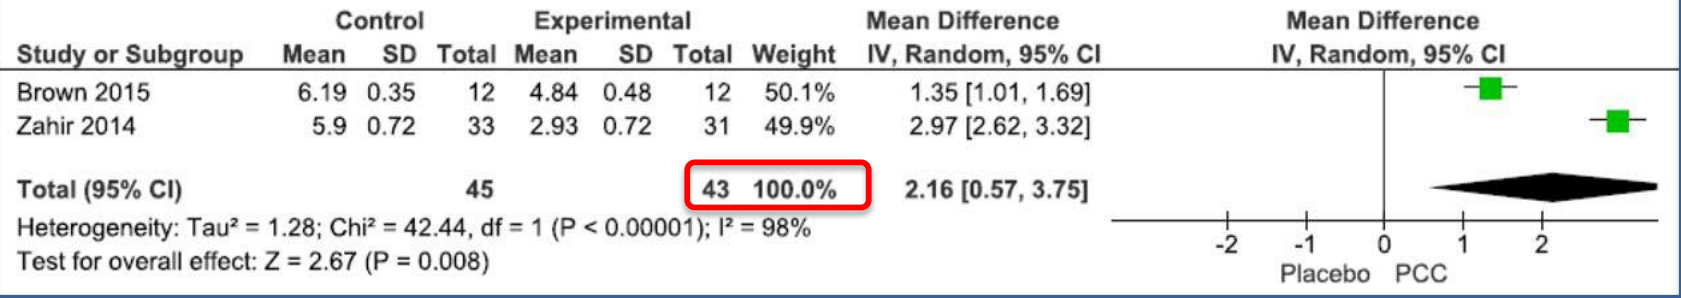 Control Experimental Mean Difference Mean Difference
Study or Subgroup Mean SD Total Mean SD Total Weight IV, Random, 95% CI IV, Random, 95% CI
Brown 2015 6.19 0.35 12 4.84 0.48 12 50.1% 1.35 [1.01, 1.69]
Zahir 2014 5.9 0.72 33 2.93 0.72 31 49.9% 2.97 [2.62, 3.32]
Total (95% CI) 45 43 100.0% 2.16 [0.57, 3.75]
Heterogeneity: Tau² = 1.28; Chi² = 42.44, df = 1 (P < 0.00001); I² = 98%
Test for overall effect: Z = 2.67 (P = 0.008)
-2 -1 0 1 2
Placebo PCC